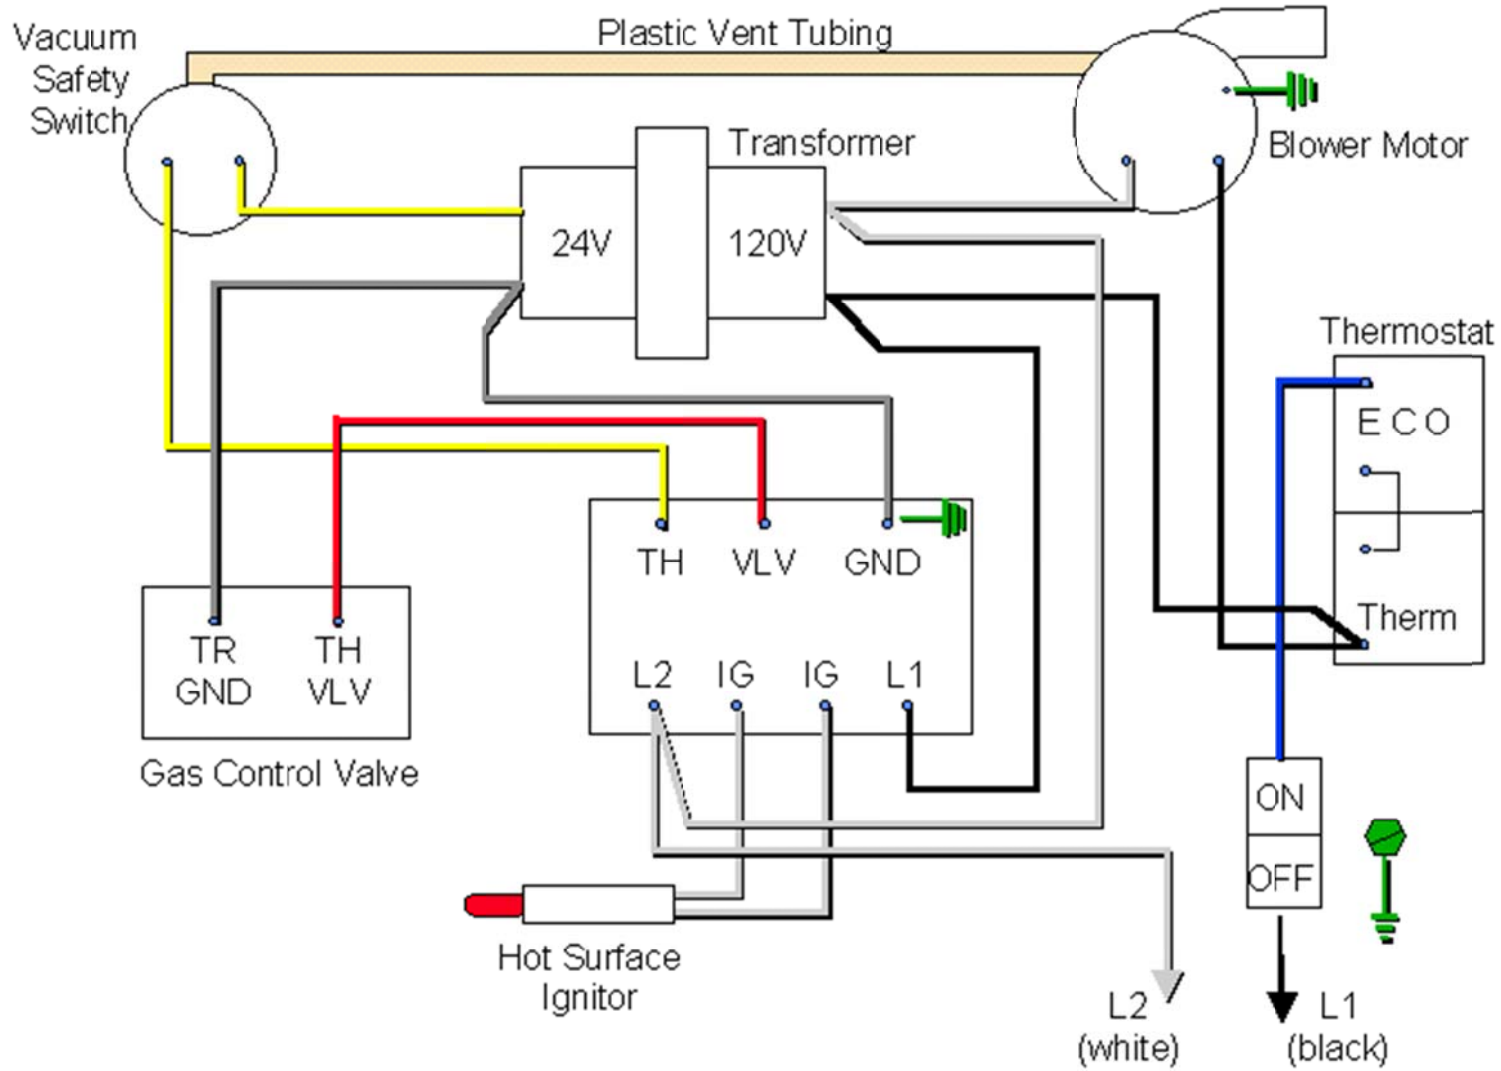 Vacuum
Safety
Switch
Plastic Vent Tubing
Transformer
Blower Motor
24V
120V
Thermostat
E C O
Therm
TH
VLV
GND
TR
GND
TH
VLV
L2
IG
IG
L1
Gas Control Valve
ON
OFF
Hot Surface
Ignitor
L2
(white)
L1
(black)